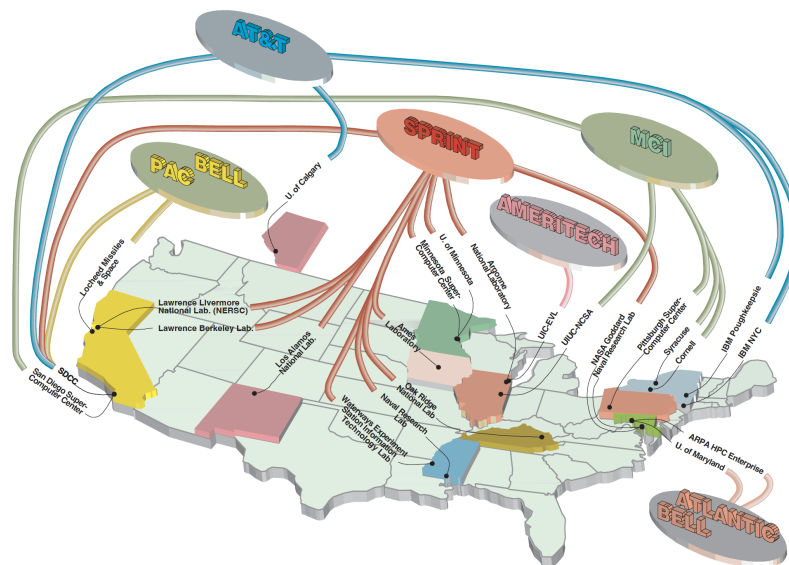 AT&T
SPRINT
MCI
PAC
BELL
AMERITECH
U. of Calgary
Locheed Missiles
& Space
Lawrence Livermore
National Lab. (NERSC)
Lawrence Berkeley Lab.
Los Alamos
National Lab.
SDCC
San Diego Super-
Computer Center
Minnesota Super-
Computer Center
U. of Minnesota
Argonne
National Laboratory
Ames
Laboratory
UIC-EVL
UIUC-NCSA
NASA Goddard
Naval Research Lab
Pittsburgh Super-
Computer Center
Syracuse
Cornell
IBM Poughkeepsie
IBM NYC
Oak Ridge
National Lab
Naval Research
Lab
Waterways Experiment
Station Information
Technology Lab.
ARPA HPC Enterprise
U. of Maryland
ATLANTIC
BELL